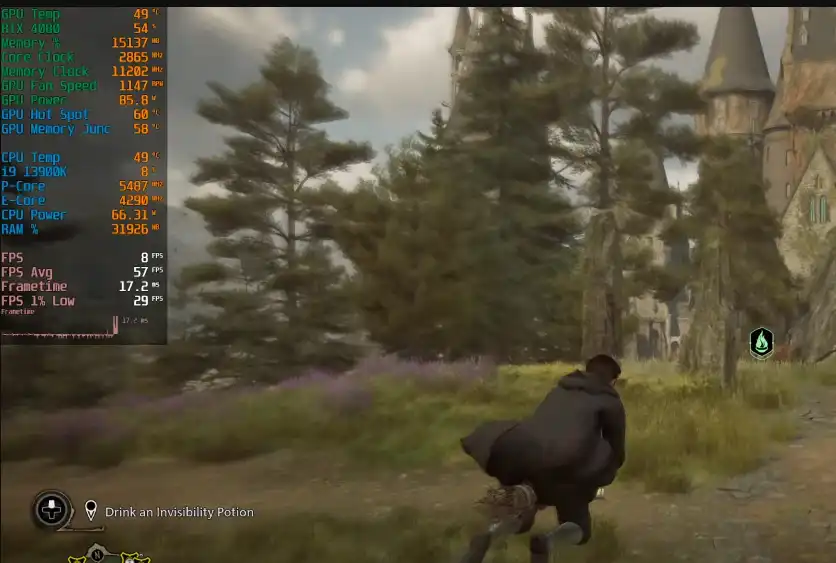 GPU Temp 49 °C
RTX 4080 54 %
Memory % 15137 MB
Core Clock 2865 MHz
Memory Clock 11202 MHz
GPU Fan Speed 1147 RPM
GPU Power 85.8 W
GPU Hot Spot 60 °C
GPU Memory Junc 58 °C
CPU Temp 49 °C
i9 13900K 8 %
P-Core 5487 MHz
E-Core 4290 MHz
CPU Power 66.31 W
RAM % 31926 MB
FPS 8 FPS
FPS Avg 57 FPS
Frametime 17.2 ms
FPS 1% Low 29 FPS
Frametime
17.2 ms
Drink an Invisibility Potion
N